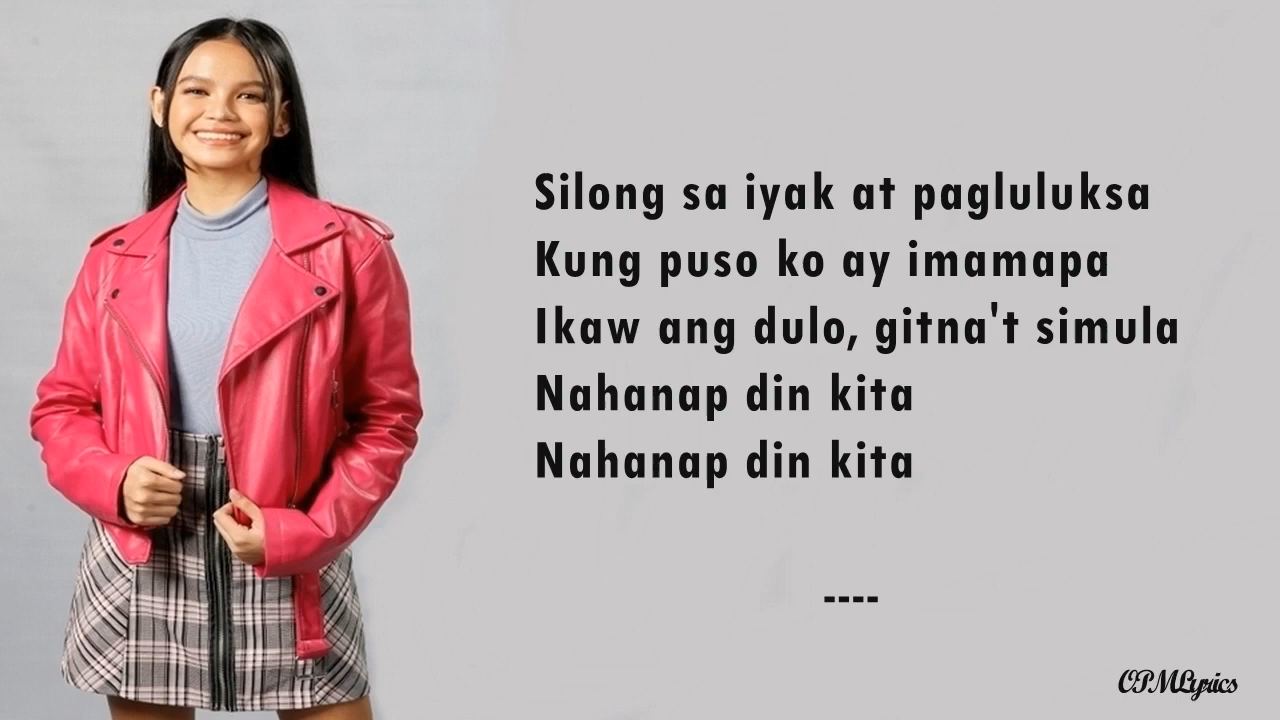 Silong sa iyak at pagluluksa
Kung puso ko ay imamapa
Ikaw ang dulo, gitna't simula
Nahanap din kita
Nahanap din kita
----
OPMLyrics